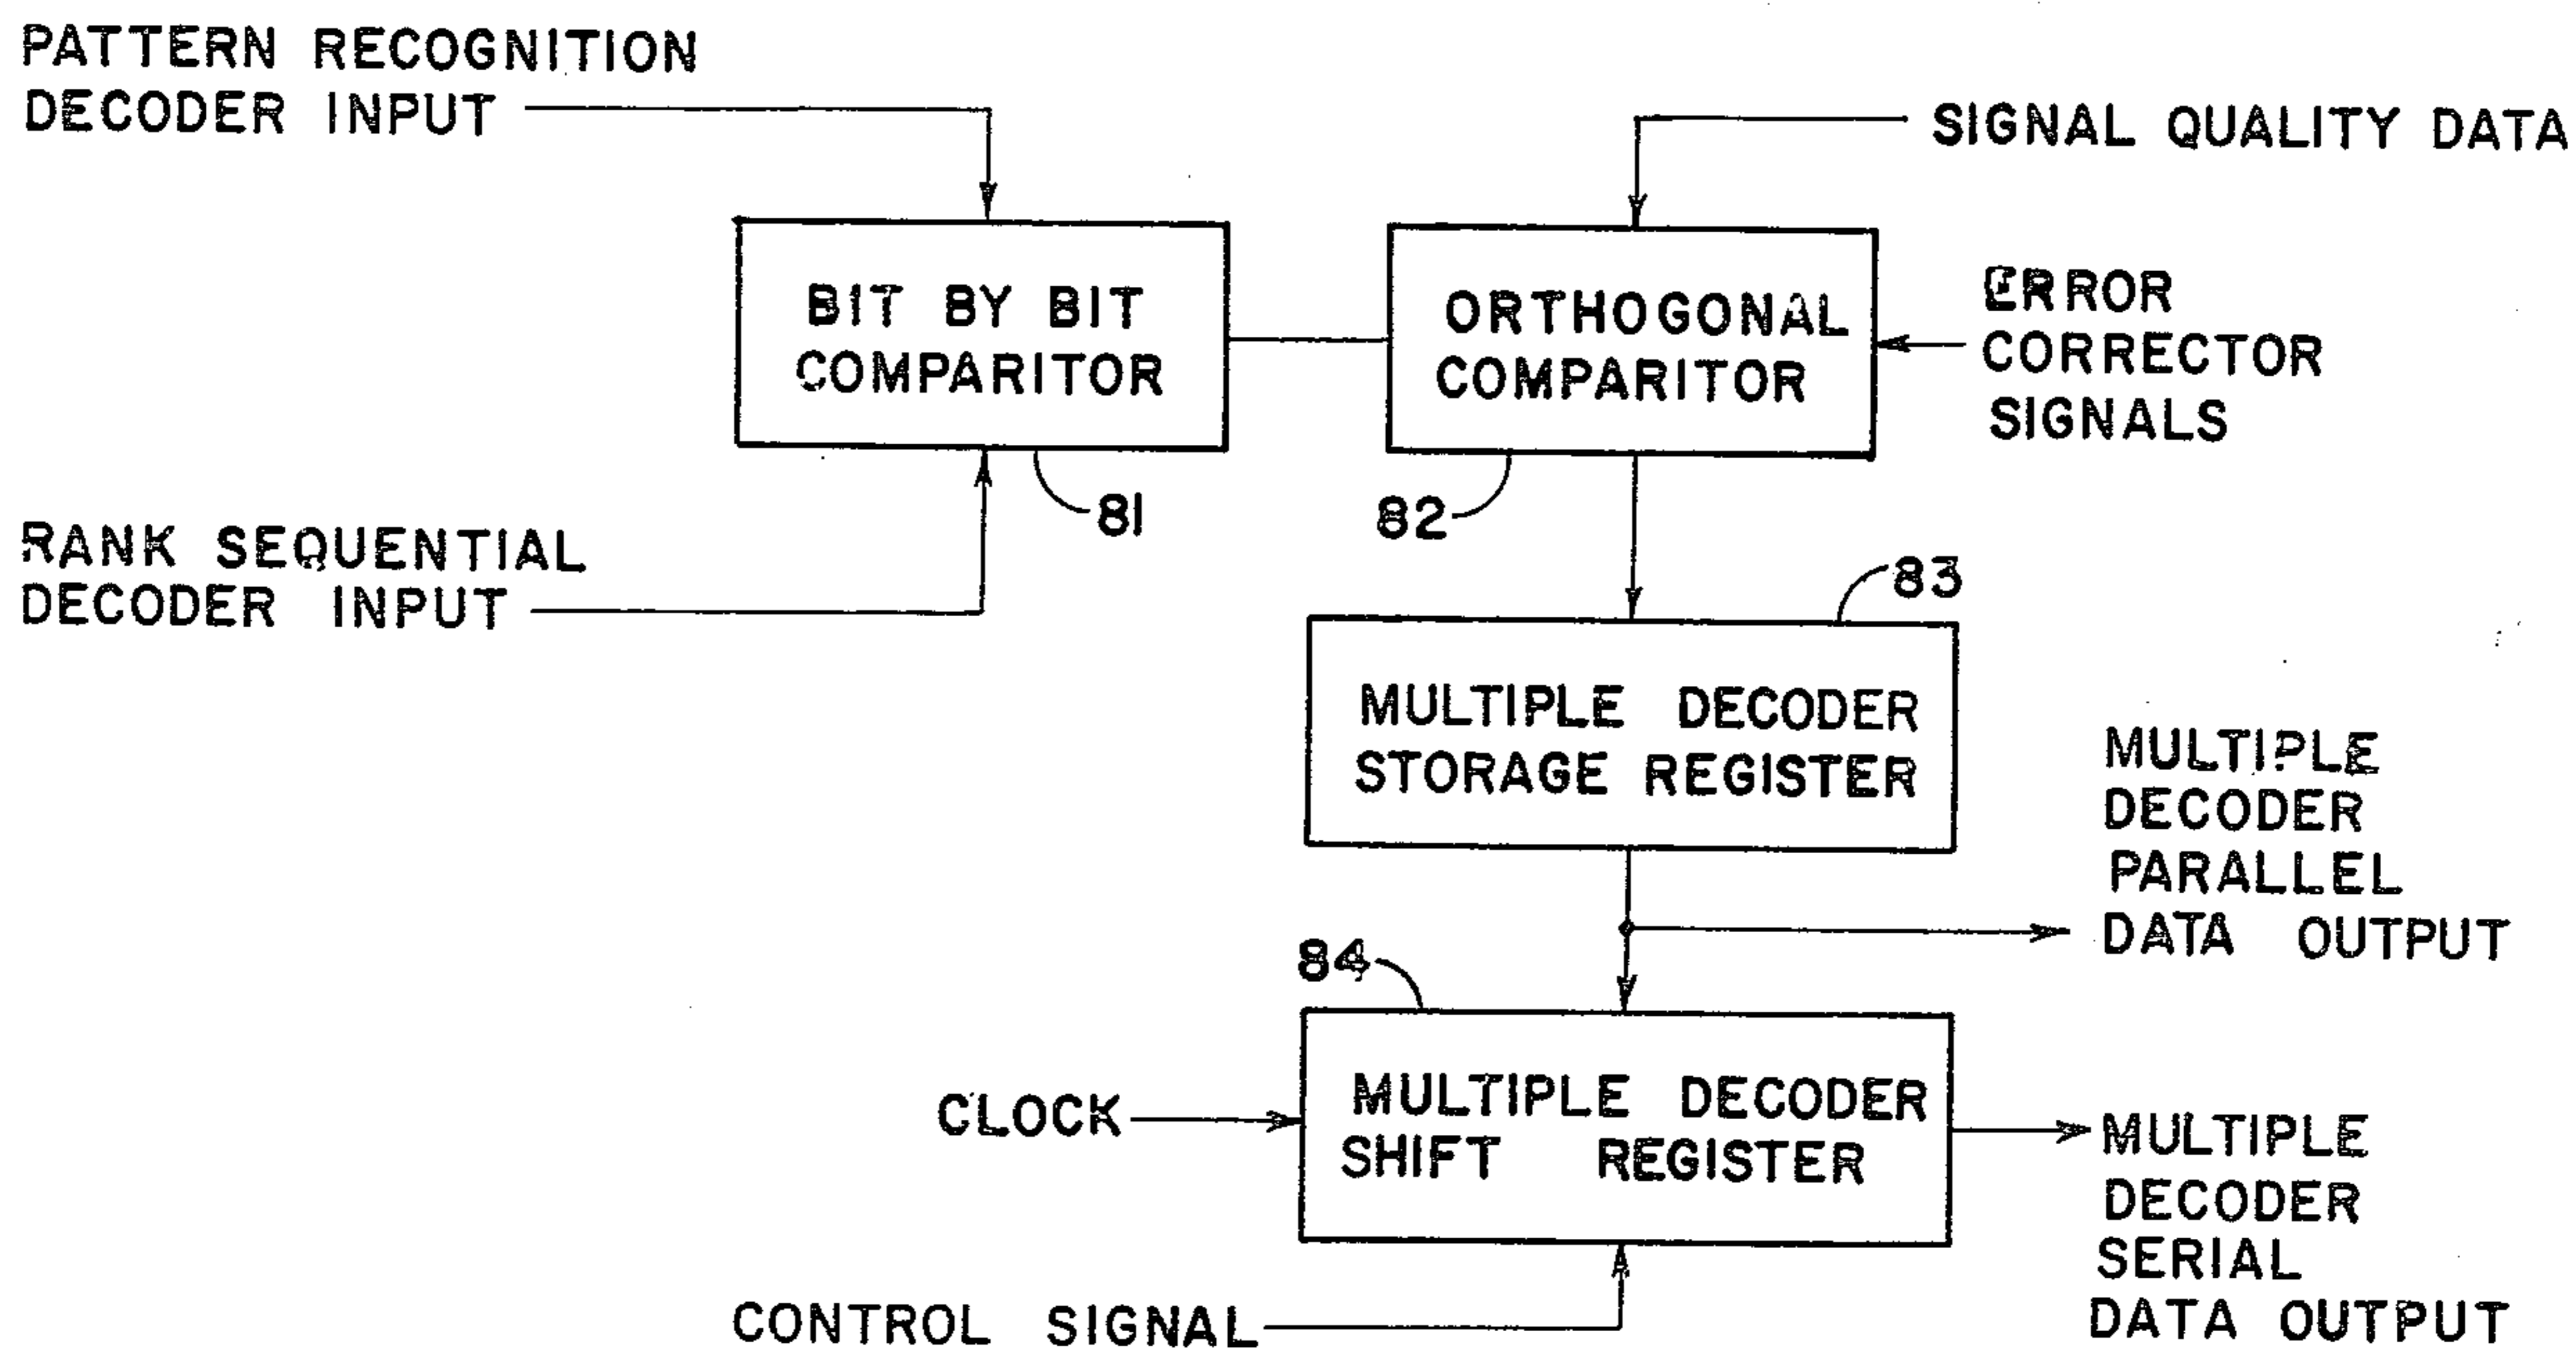 PATTERN RECOGNITION
DECODER INPUT
SIGNAL QUALITY DATA
BIT BY BIT
COMPARITOR
ORTHOGONAL
COMPARITOR
ERROR
CORRECTOR
SIGNALS
81
82
RANK SEQUENTIAL
DECODER INPUT
83
MULTIPLE DECODER
STORAGE REGISTER
MULTIPLE
DECODER
PARALLEL
DATA OUTPUT
84
CLOCK
MULTIPLE DECODER
SHIFT REGISTER
MULTIPLE
DECODER
SERIAL
DATA OUTPUT
CONTROL SIGNAL